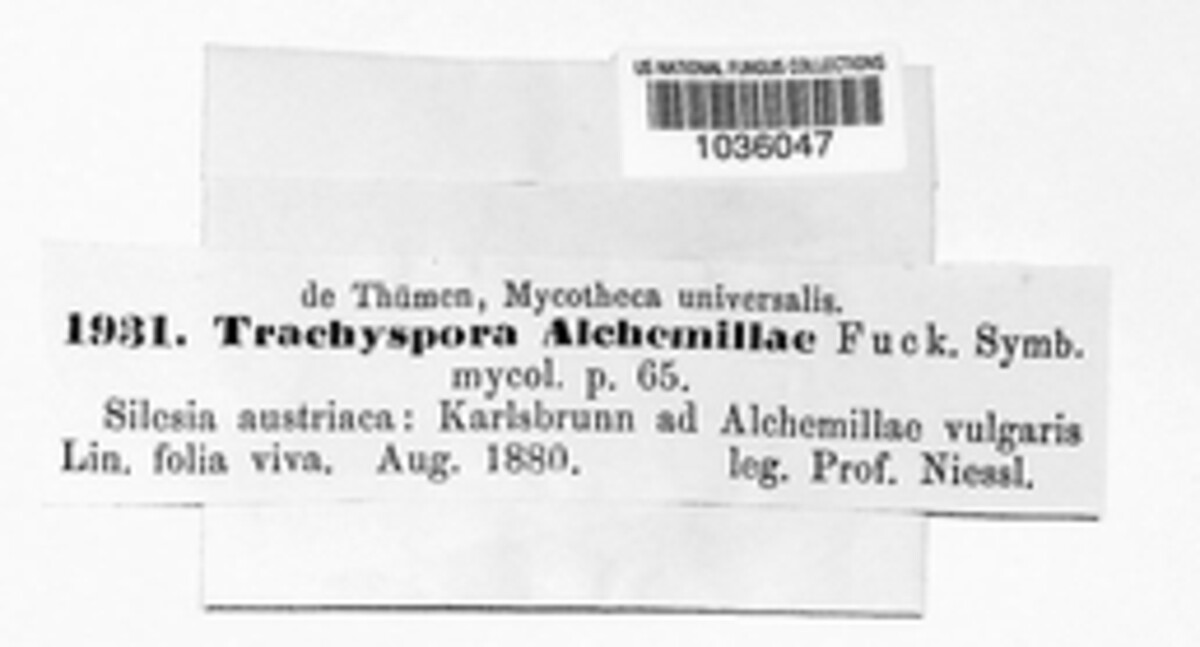 US NATIONAL FUNGUS COLLECTIONS
1036047
de Thümen, Mycotheca universalis.
1931. Trachyspora Alchemillae Fuck. Symb.
mycol. p. 65.
Silesia austriaca: Karlsbrunn ad Alchemillae vulgaris
Lin. folia viva. Aug. 1880. leg. Prof. Niessl.